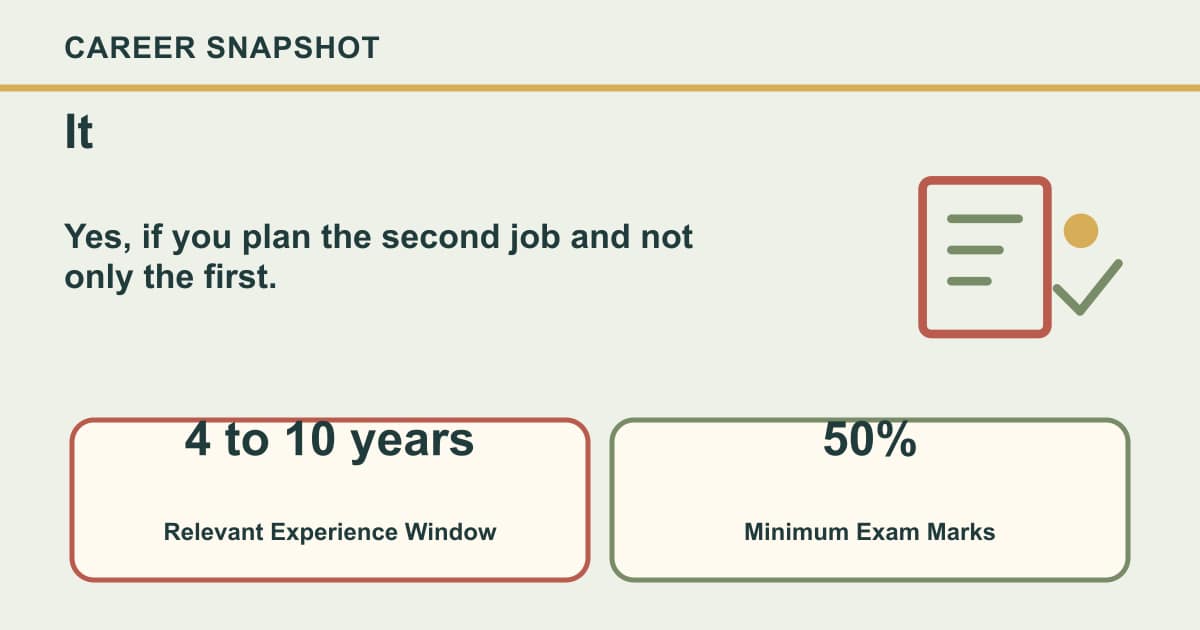 CAREER SNAPSHOT
It
Yes, if you plan the second job and not
only the first.
4 to 10 years
Relevant Experience Window
50%
Minimum Exam Marks